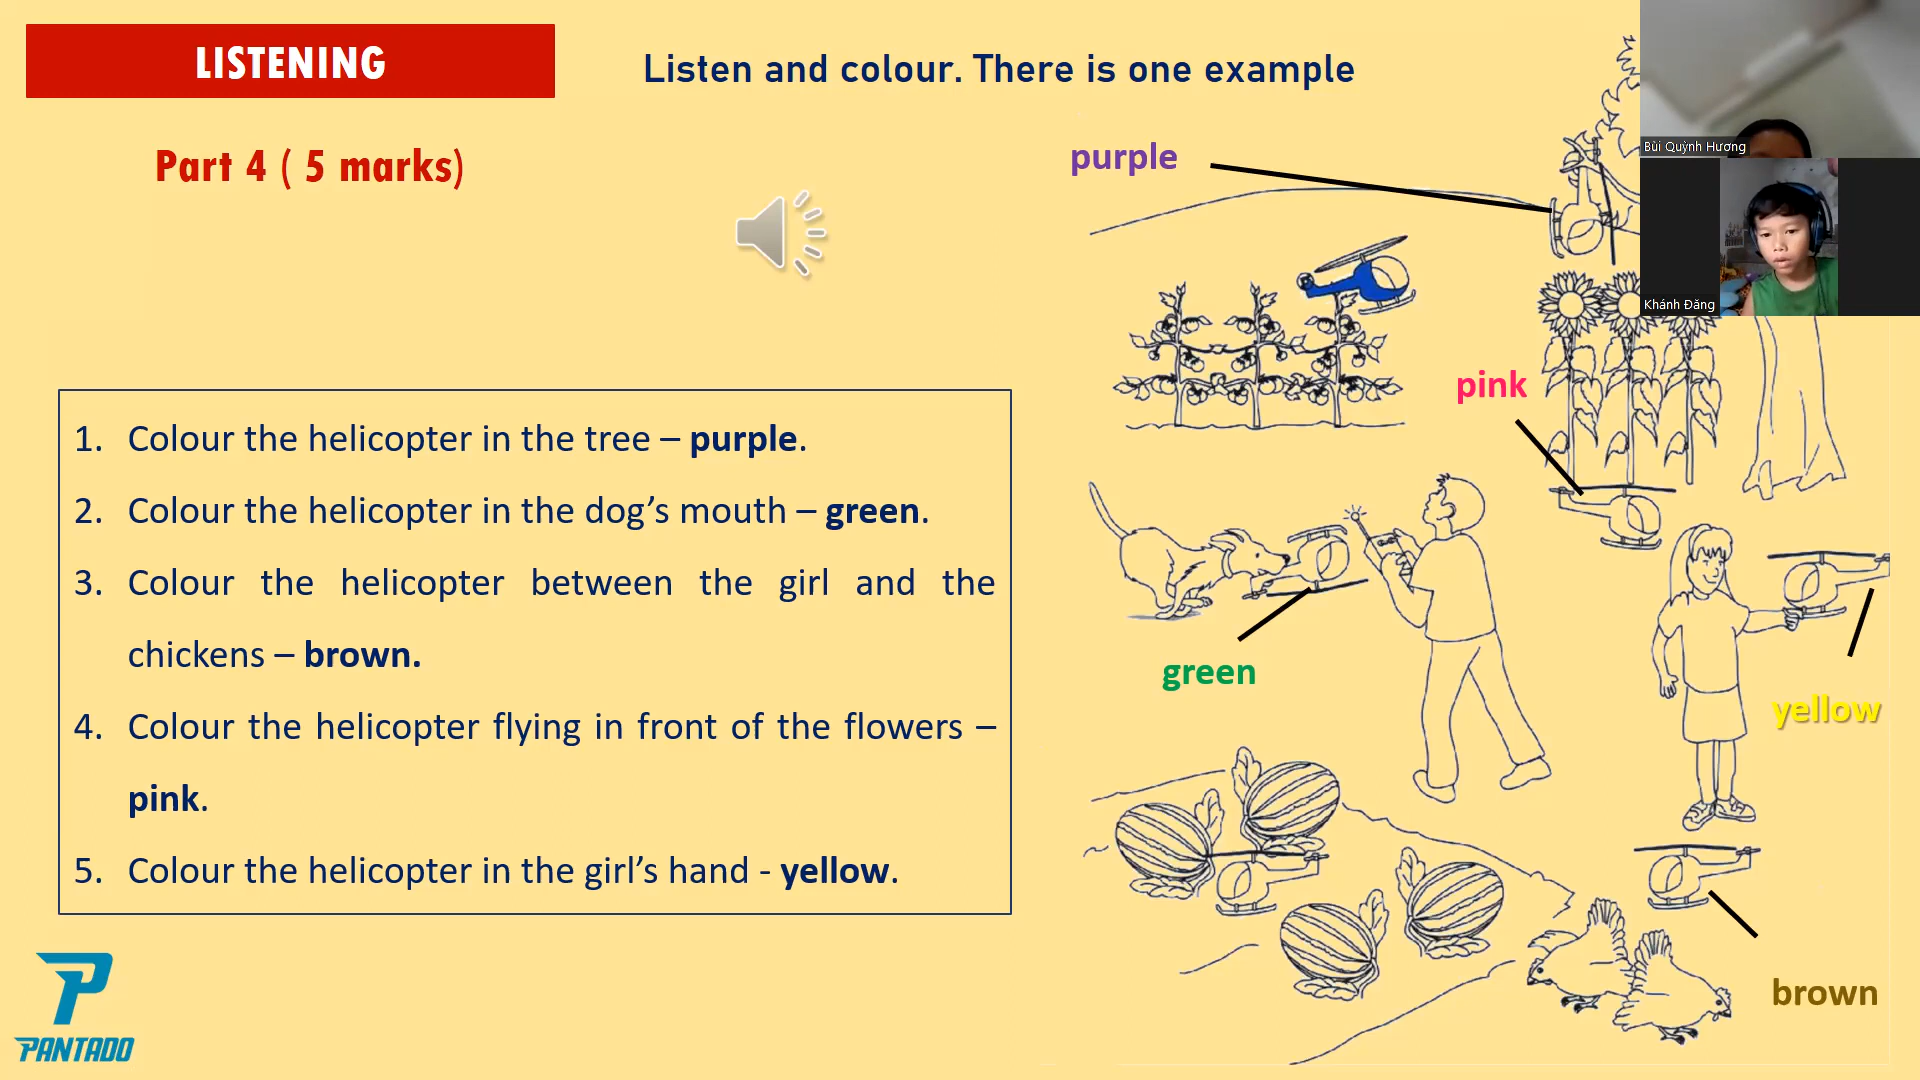 LISTENING
Listen and colour. There is one example
Part 4 ( 5 marks)
purple
Bùi Quỳnh Hương
Khánh Đăng
pink
1. Colour the helicopter in the tree – purple.
2. Colour the helicopter in the dog’s mouth – green.
3. Colour the helicopter between the girl and the
chickens – brown.
4. Colour the helicopter flying in front of the flowers –
pink.
5. Colour the helicopter in the girl’s hand - yellow.
green
yellow
brown
PANTADO